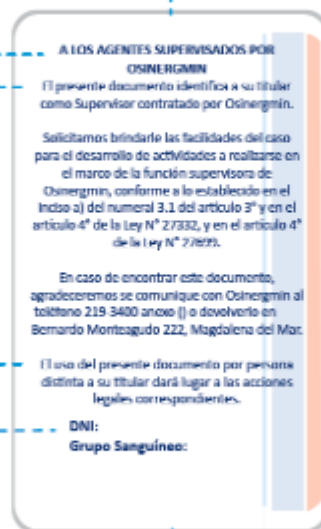 A LOS AGENTES SUPERVISADOS POR
OSINERGMIN
El presente documento identifica a su titular
como Supervisor contratado por Osinergmin.
Solicitamos brindarle las facilidades del caso
para el desarrollo de actividades a realizarse en
el marco de la función supervisora de
Osinergmin, conforme a lo establecido en el
inciso a) del numeral 3.1 del artículo 3° y en el
artículo 4° de la Ley N° 27332, y en el artículo 4°
de la Ley N° 27699.
En caso de encontrar este documento,
agradeceremos se comunique con Osinergmin al
teléfono 219-3400 anexo () o devolverlo en
Bernardo Monteagudo 222, Magdalena del Mar.
El uso del presente documento por persona
distinta a su titular dará lugar a las acciones
legales correspondientes.
DNI:
Grupo Sanguíneo: